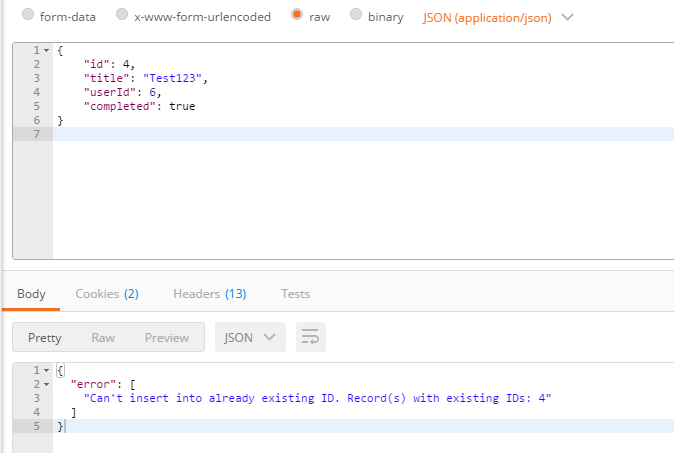 form-data x-www-form-urlencoded raw binary JSON (application/json)
1 {
2 "id": 4,
3 "title": "Test123",
4 "userId": 6,
5 "completed": true
6 }
7
Body Cookies (2) Headers (13) Tests
Pretty Raw Preview JSON
1 {
2 "error": [
3 "Can't insert into already existing ID. Record(s) with existing IDs: 4"
4 ]
5 }